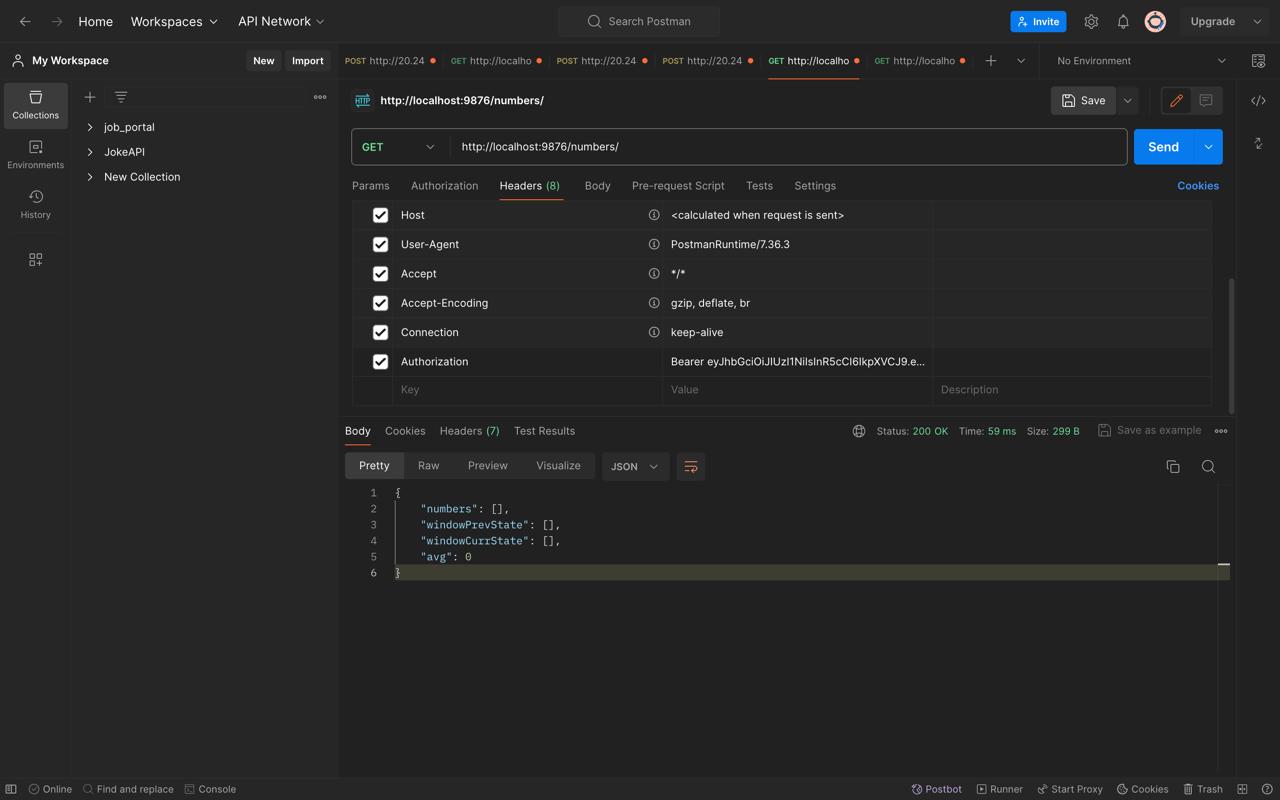 Home Workspaces API Network Search Postman Invite Upgrade
My Workspace New Import POST http://20.24 GET http://localho POST http://20.24 POST http://20.24 GET http://localho GET http://localho No Environment
Collections
Environments
History
job_portal
JokeAPI
New Collection
HTTP http://localhost:9876/numbers/ Save
GET http://localhost:9876/numbers/ Send
Params Authorization Headers (8) Body Pre-request Script Tests Settings Cookies
Host <calculated when request is sent>
User-Agent PostmanRuntime/7.36.3
Accept */*
Accept-Encoding gzip, deflate, br
Connection keep-alive
Authorization Bearer eyJhbGciOiJIUzI1NiIsInR5cCI6IkpXVCJ9.e...
Key Value Description
Body Cookies Headers (7) Test Results Status: 200 OK Time: 59 ms Size: 299 B Save as example
Pretty Raw Preview Visualize JSON
1 {
2 "numbers": [],
3 "windowPrevState": [],
4 "windowCurrState": [],
5 "avg": 0
6 }
Online Find and replace Console Postbot Runner Start Proxy Cookies Trash